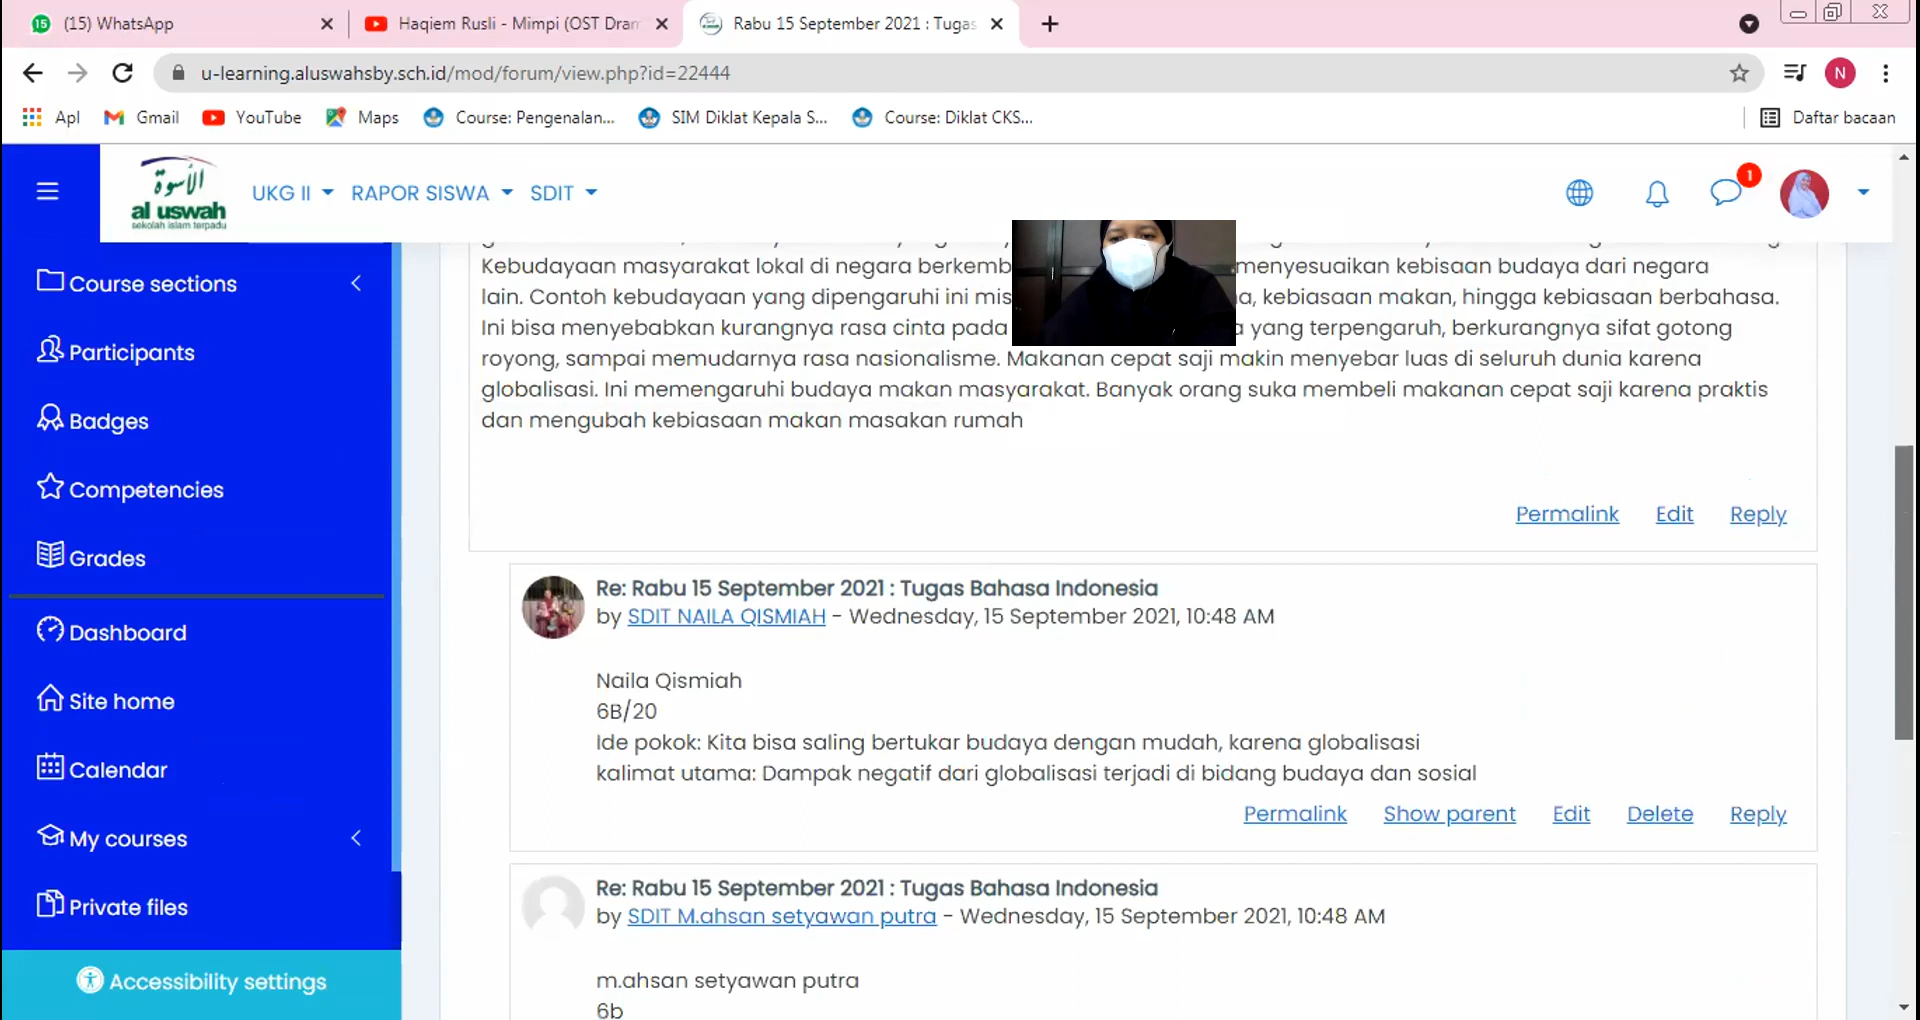 (15) WhatsApp
Haqiem Rusli - Mimpi (OST Dram
Rabu 15 September 2021 : Tugas
u-learning.aluswahsby.sch.id/mod/forum/view.php?id=22444
Apl
Gmail
YouTube
Maps
Course: Pengenalan...
SIM Diklat Kepala S...
Course: Diklat CKS...
Daftar bacaan
الأسوة
al uswah
sekolah islam terpadu
UKG II
RAPOR SISWA
SDIT
1
Course sections
Participants
Badges
Competencies
Grades
Dashboard
Site home
Calendar
My courses
Private files
Accessibility settings
Kebudayaan masyarakat lokal di negara berkemb menyesuaikan kebisaan budaya dari negara
lain. Contoh kebudayaan yang dipengaruhi ini mis a, kebiasaan makan, hingga kebiasaan berbahasa.
Ini bisa menyebabkan kurangnya rasa cinta pada a yang terpengaruh, berkurangnya sifat gotong
royong, sampai memudarnya rasa nasionalisme. Makanan cepat saji makin menyebar luas di seluruh dunia karena
globalisasi. Ini memengaruhi budaya makan masyarakat. Banyak orang suka membeli makanan cepat saji karena praktis
dan mengubah kebiasaan makan masakan rumah
Permalink Edit Reply
Re: Rabu 15 September 2021 : Tugas Bahasa Indonesia
by SDIT NAILA QISMIAH - Wednesday, 15 September 2021, 10:48 AM
Naila Qismiah
6B/20
Ide pokok: Kita bisa saling bertukar budaya dengan mudah, karena globalisasi
kalimat utama: Dampak negatif dari globalisasi terjadi di bidang budaya dan sosial
Permalink Show parent Edit Delete Reply
Re: Rabu 15 September 2021 : Tugas Bahasa Indonesia
by SDIT M.ahsan setyawan putra - Wednesday, 15 September 2021, 10:48 AM
m.ahsan setyawan putra
6b